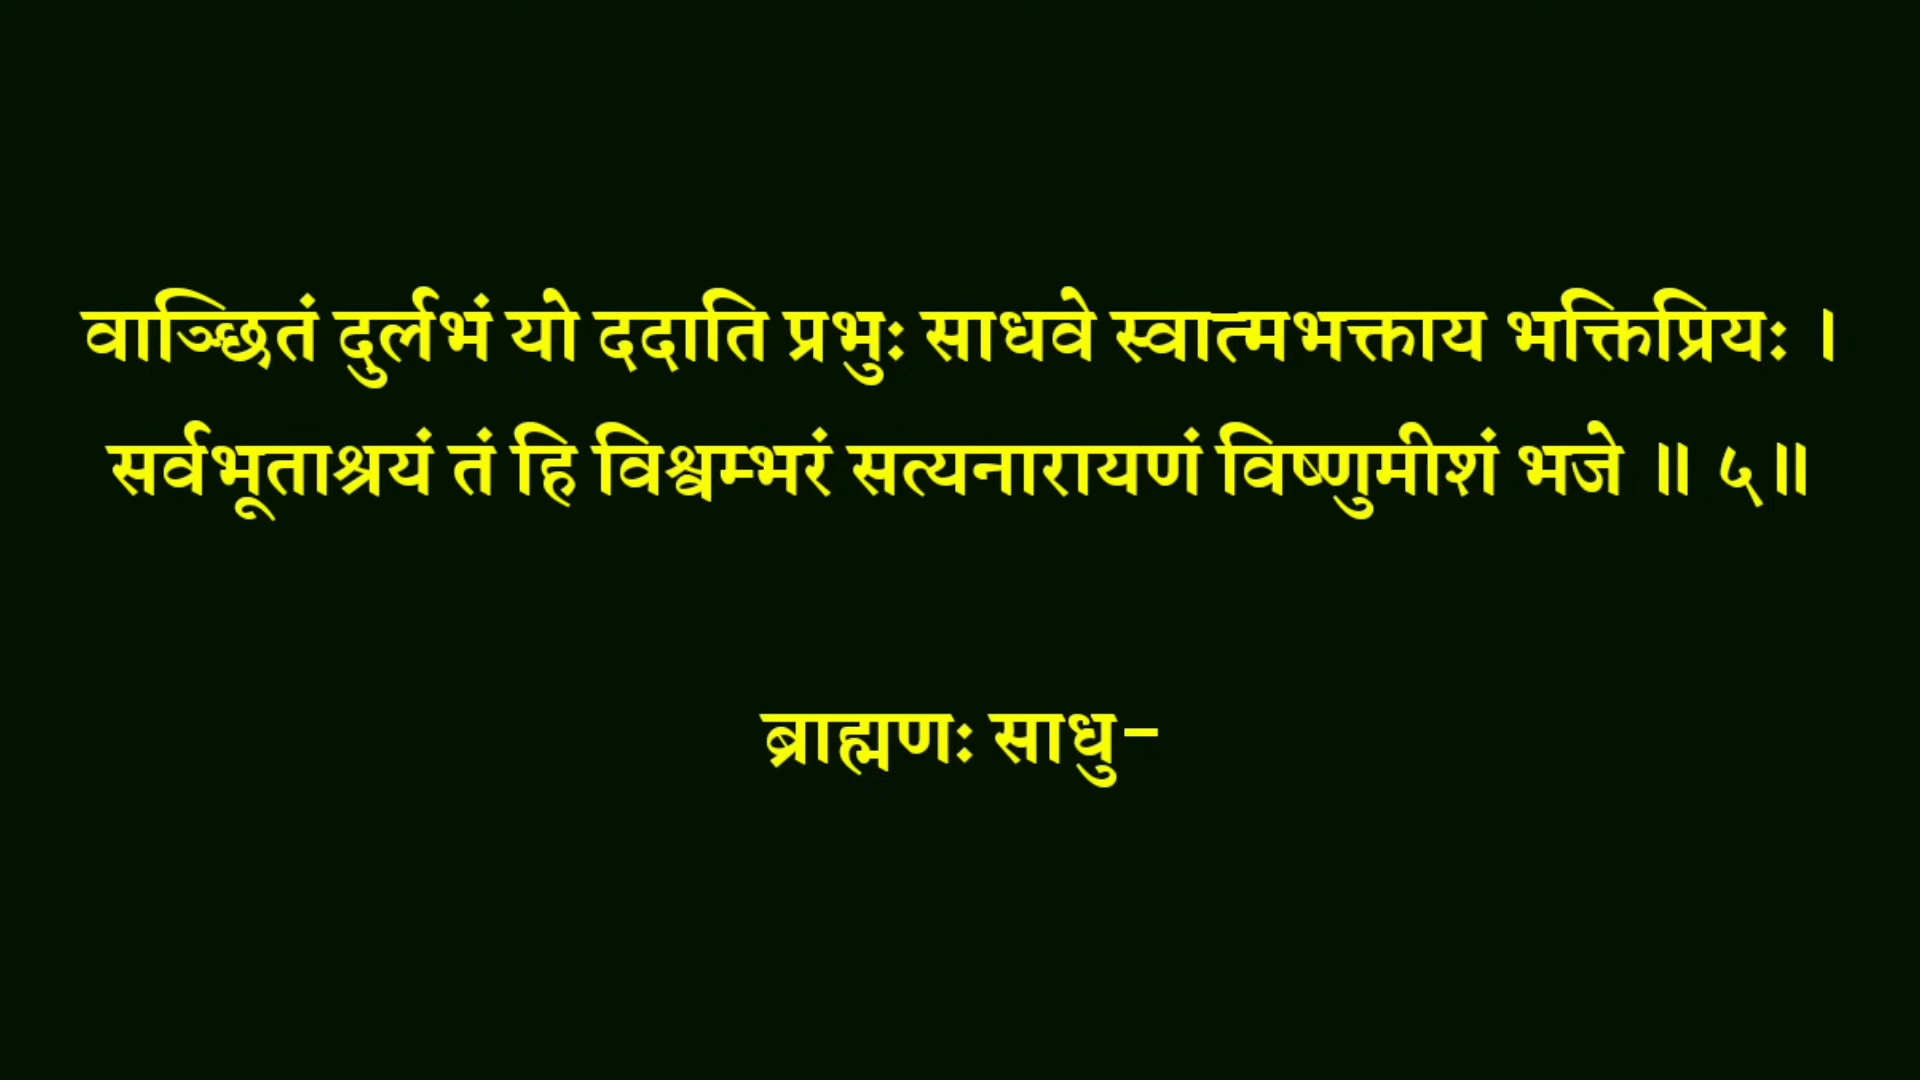 वाञ्छितं दुर्लभं यो ददाति प्रभुः साधवे स्वात्मभक्ताय भक्तिप्रियः ।
सर्वभूताश्रयं तं हि विश्वम्भरं सत्यनारायणं विष्णुमीशं भजे ॥ ५॥
ब्राह्मणः साधु-